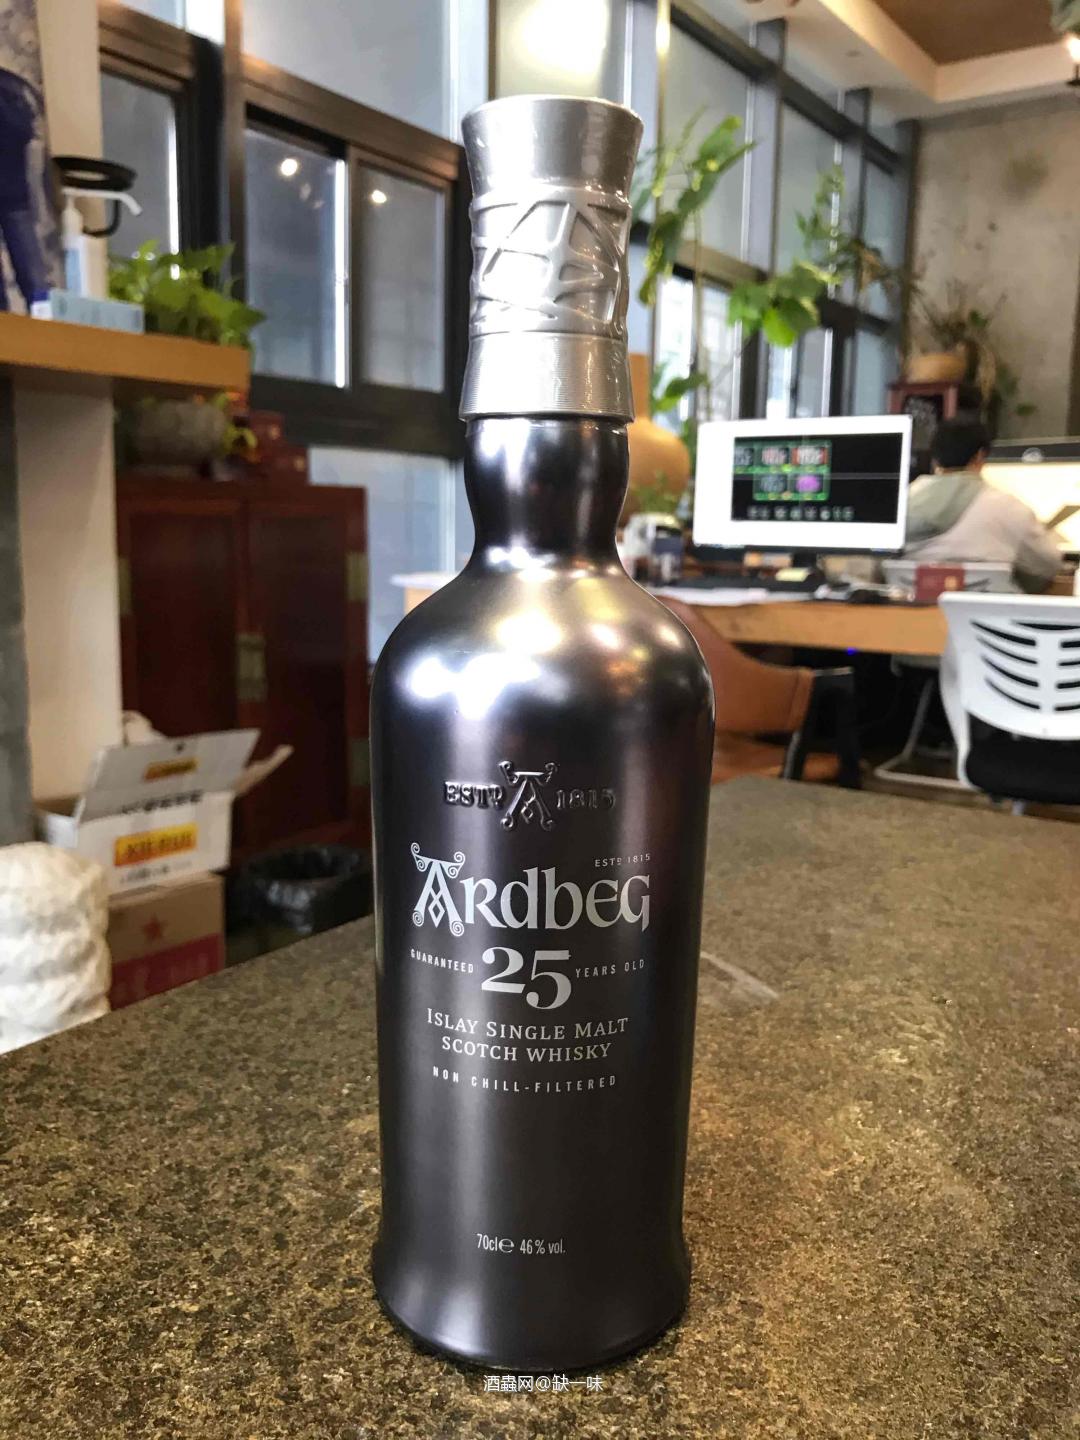 ESTD 1815
ESTD 1815
ARdbEG
GUARANTEED 25 YEARS OLD
ISLAY SINGLE MALT
SCOTCH WHISKY
NON CHILL-FILTERED
70cl℮ 46% vol.
酒蟲网@缺一味